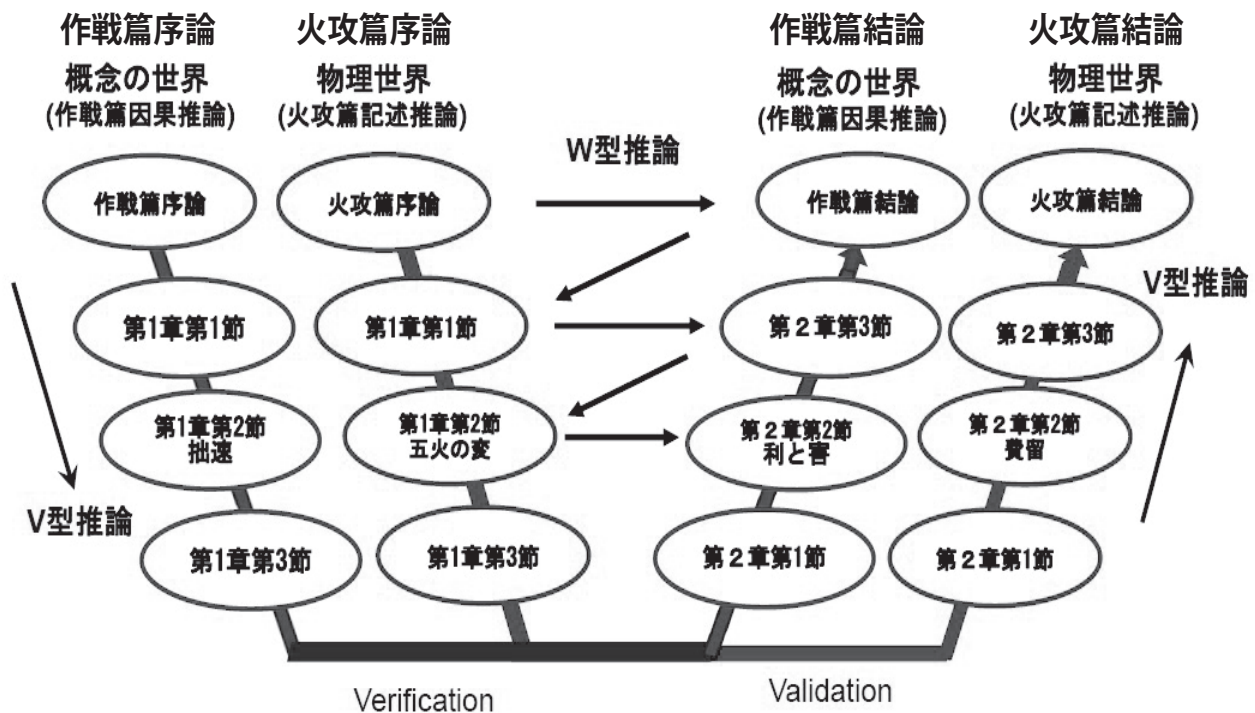 作戦篇序論
火攻篇序論
作戦篇結論
火攻篇結論
概念の世界
(作戦篇因果推論)
物理世界
(火攻篇記述推論)
概念の世界
(作戦篇因果推論)
物理世界
(火攻篇記述推論)
W型推論
作戦篇序論
火攻篇序論
作戦篇結論
火攻篇結論
V型推論
第1章第1節
第1章第1節
第２章第3節
第２章第3節
第1章第2節
拙速
第1章第2節
五火の変
第２章第2節
利と害
第２章第2節
費留
V型推論
第1章第3節
第1章第3節
第２章第1節
第２章第1節
Verification
Validation